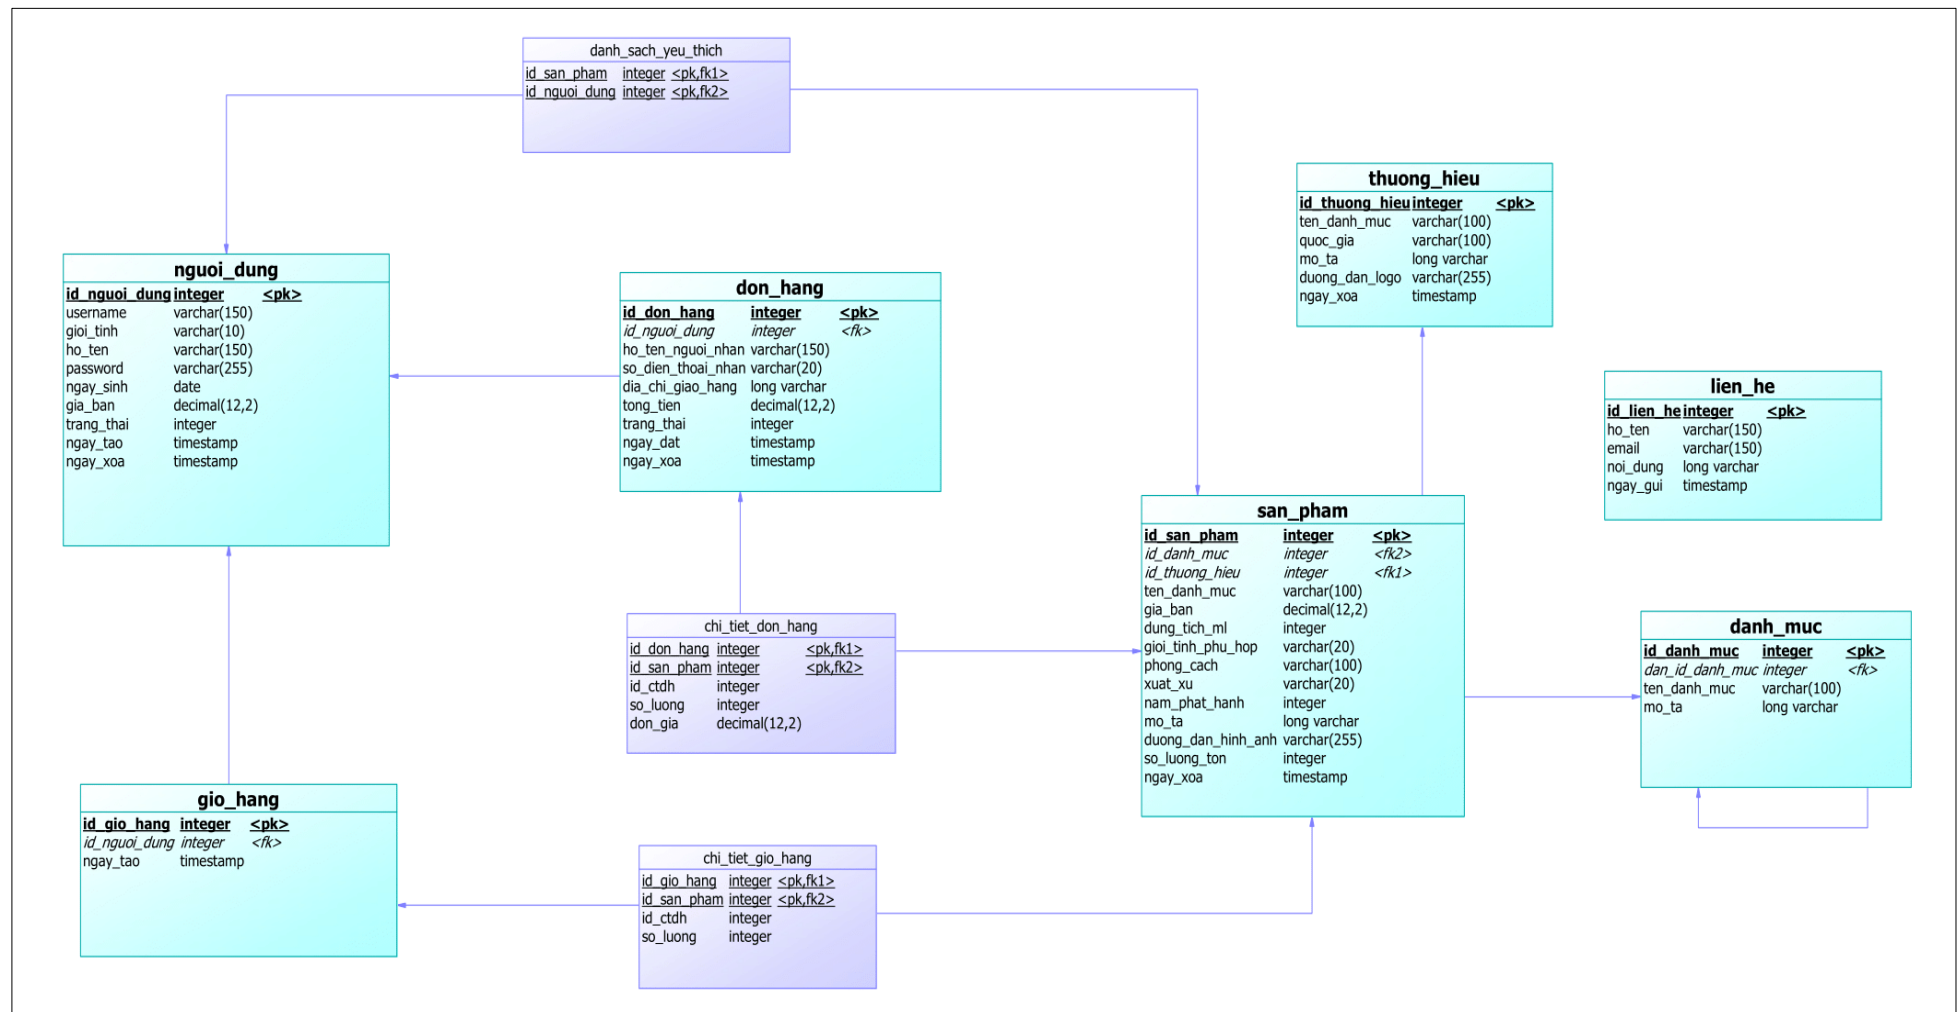 danh_sach_yeu_thich
id_san_pham integer <pk,fk1>
id_nguoi_dung integer <pk,fk2>
thuong_hieu
id_thuong_hieu integer <pk>
ten_danh_muc varchar(100)
quoc_gia varchar(100)
mo_ta long varchar
duong_dan_logo varchar(255)
ngay_xoa timestamp
nguoi_dung
id_nguoi_dung integer <pk>
username varchar(150)
gioi_tinh varchar(10)
ho_ten varchar(150)
password varchar(255)
ngay_sinh date
gia_ban decimal(12,2)
trang_thai integer
ngay_tao timestamp
ngay_xoa timestamp
don_hang
id_don_hang integer <pk>
id_nguoi_dung integer <fk>
ho_ten_nguoi_nhan varchar(150)
so_dien_thoai_nhan varchar(20)
dia_chi_giao_hang long varchar
tong_tien decimal(12,2)
trang_thai integer
ngay_dat timestamp
ngay_xoa timestamp
lien_he
id_lien_he integer <pk>
ho_ten varchar(150)
email varchar(150)
noi_dung long varchar
ngay_gui timestamp
san_pham
id_san_pham integer <pk>
id_danh_muc integer <fk2>
id_thuong_hieu integer <fk1>
ten_danh_muc varchar(100)
gia_ban decimal(12,2)
dung_tich_ml integer
gioi_tinh_phu_hop varchar(20)
phong_cach varchar(100)
xuat_xu varchar(20)
nam_phat_hanh integer
mo_ta long varchar
duong_dan_hinh_anh varchar(255)
so_luong_ton integer
ngay_xoa timestamp
chi_tiet_don_hang
id_don_hang integer <pk,fk1>
id_san_pham integer <pk,fk2>
id_ctdh integer
so_luong integer
don_gia decimal(12,2)
danh_muc
id_danh_muc integer <pk>
dan_id_danh_muc integer <fk>
ten_danh_muc varchar(100)
mo_ta long varchar
gio_hang
id_gio_hang integer <pk>
id_nguoi_dung integer <fk>
ngay_tao timestamp
chi_tiet_gio_hang
id_gio_hang integer <pk,fk1>
id_san_pham integer <pk,fk2>
id_ctdh integer
so_luong integer